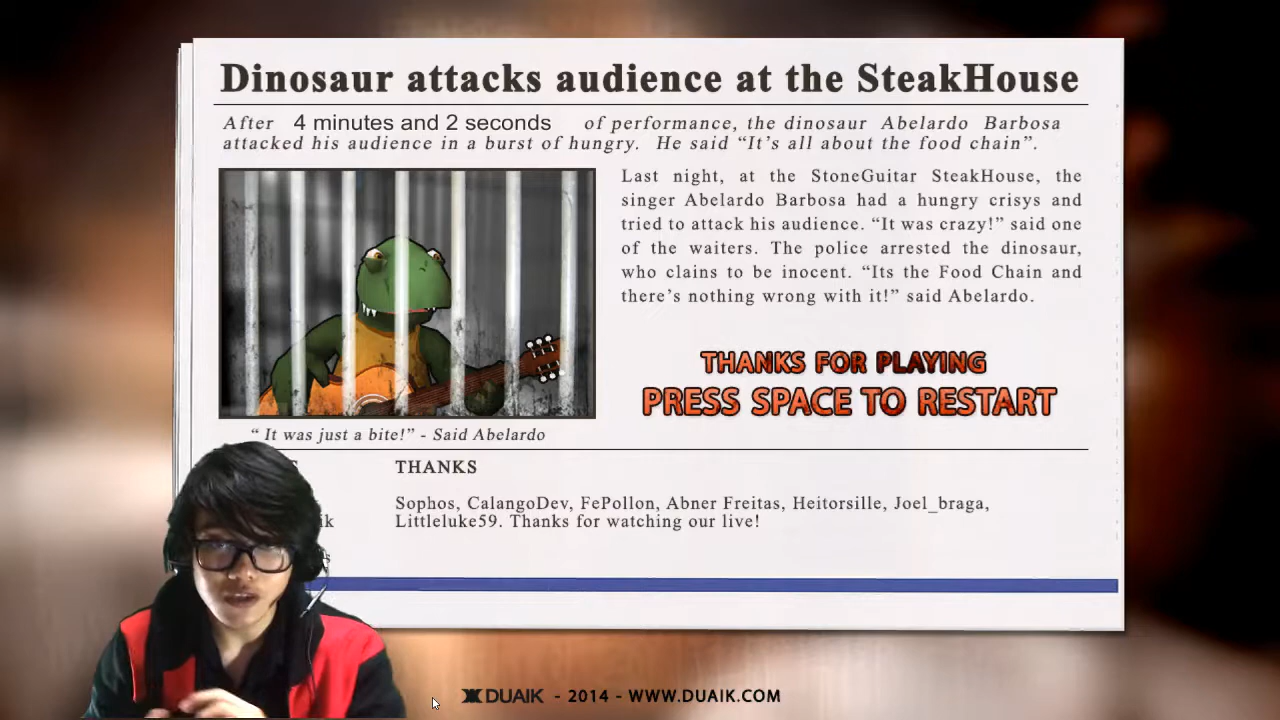 Dinosaur attacks audience at the SteakHouse
After 4 minutes and 2 seconds of performance, the dinosaur Abelardo Barbosa
attacked his audience in a burst of hungry. He said “It's all about the food chain”.
Last night, at the StoneGuitar SteakHouse, the
singer Abelardo Barbosa had a hungry crisys and
tried to attack his audience. “It was crazy!” said one
of the waiters. The police arrested the dinosaur,
who clains to be inocent. “Its the Food Chain and
there's nothing wrong with it!” said Abelardo.
THANKS FOR PLAYING
PRESS SPACE TO RESTART
“ It was just a bite!” - Said Abelardo
THANKS
Sophos, CalangoDev, FePollon, Abner Freitas, Heitorsille, Joel_braga,
Littleluke59. Thanks for watching our live!
DUAIK - 2014 - WWW.DUAIK.COM